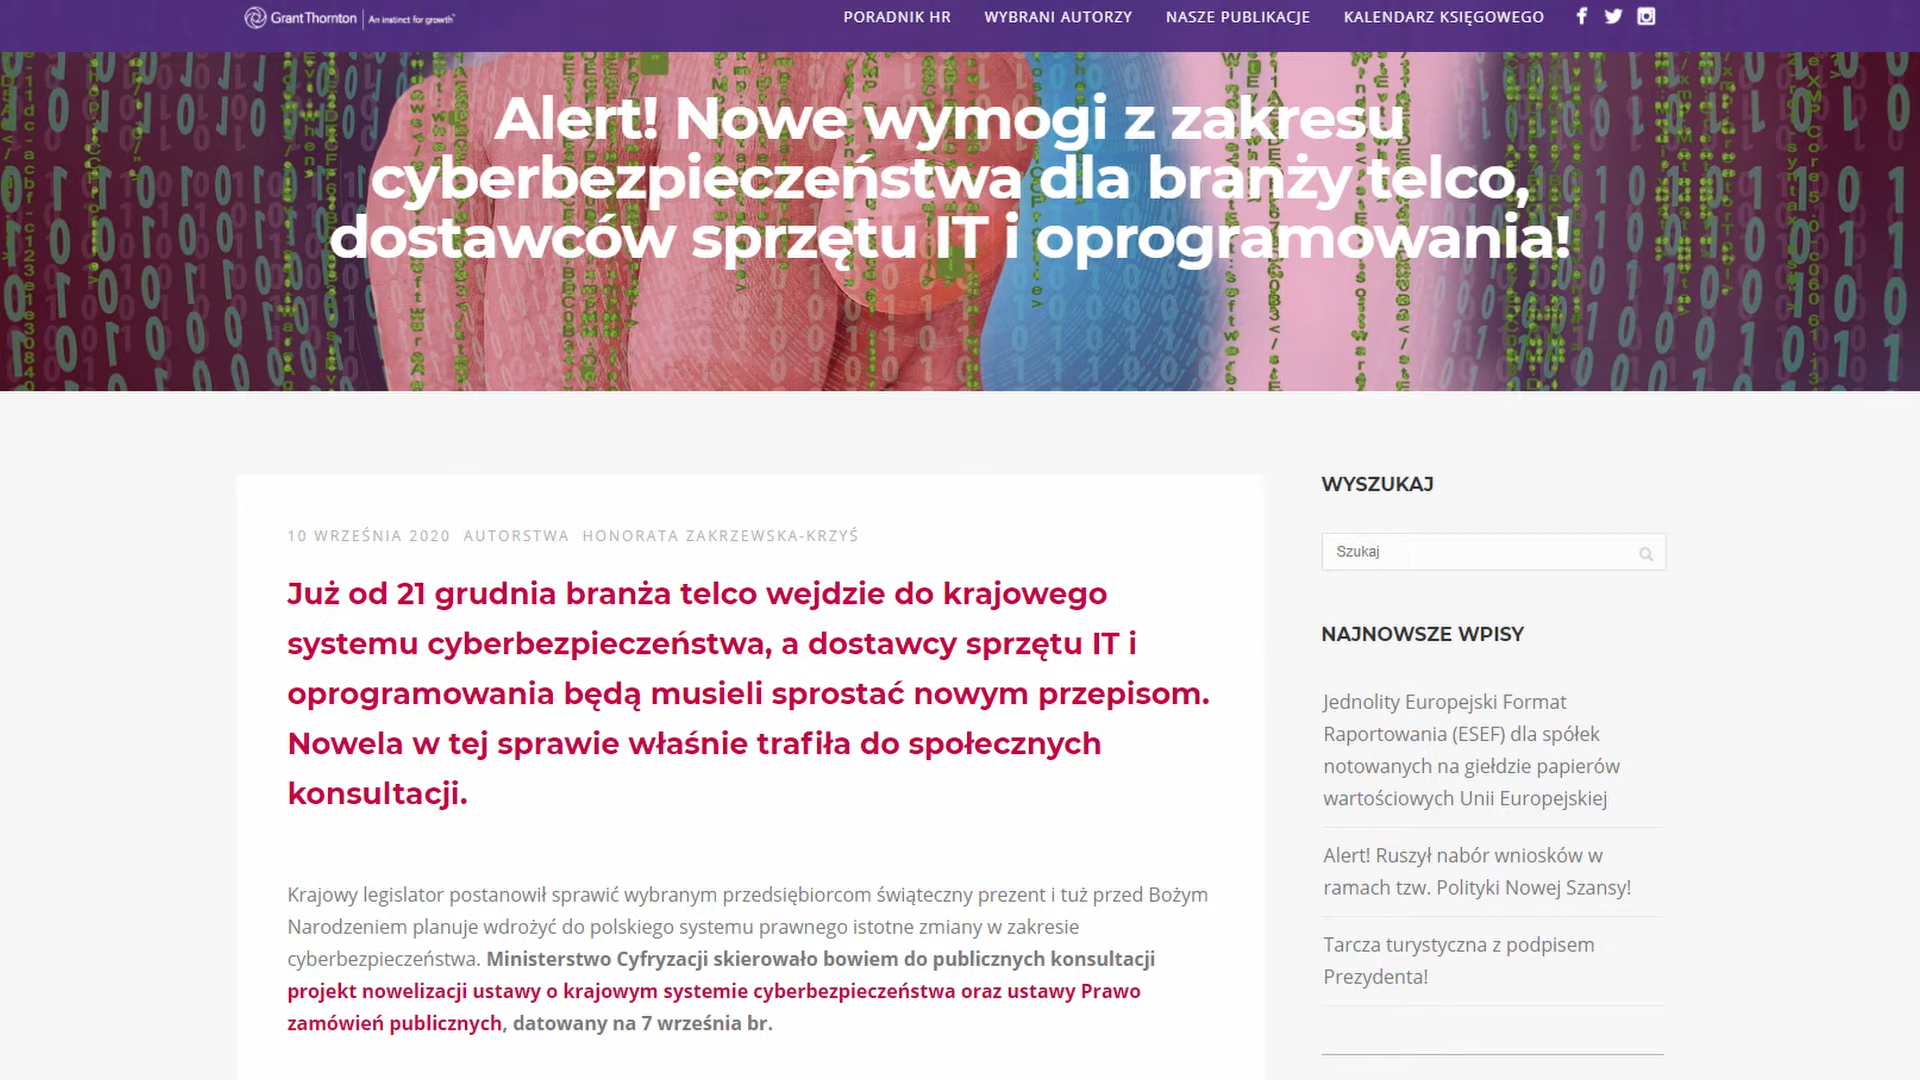 Grant Thornton | An instinct for growth™
PORADNIK HR WYBRANI AUTORZY NASZE PUBLIKACJE KALENDARZ KSIĘGOWEGO
Alert! Nowe wymogi z zakresu
cyberbezpieczeństwa dla branży telco,
dostawców sprzętu IT i oprogramowania!
10 WRZEŚNIA 2020 AUTORSTWA HONORATA ZAKRZEWSKA-KRZYŚ
Już od 21 grudnia branża telco wejdzie do krajowego
systemu cyberbezpieczeństwa, a dostawcy sprzętu IT i
oprogramowania będą musieli sprostać nowym przepisom.
Nowela w tej sprawie właśnie trafiła do społecznych
konsultacji.
Krajowy legislator postanowił sprawić wybranym przedsiębiorcom świąteczny prezent i tuż przed Bożym
Narodzeniem planuje wdrożyć do polskiego systemu prawnego istotne zmiany w zakresie
cyberbezpieczeństwa. Ministerstwo Cyfryzacji skierowało bowiem do publicznych konsultacji
projekt nowelizacji ustawy o krajowym systemie cyberbezpieczeństwa oraz ustawy Prawo
zamówień publicznych, datowany na 7 września br.
WYSZUKAJ
Szukaj
NAJNOWSZE WPISY
Jednolity Europejski Format
Raportowania (ESEF) dla spółek
notowanych na giełdzie papierów
wartościowych Unii Europejskiej
Alert! Ruszył nabór wniosków w
ramach tzw. Polityki Nowej Szansy!
Tarcza turystyczna z podpisem
Prezydenta!